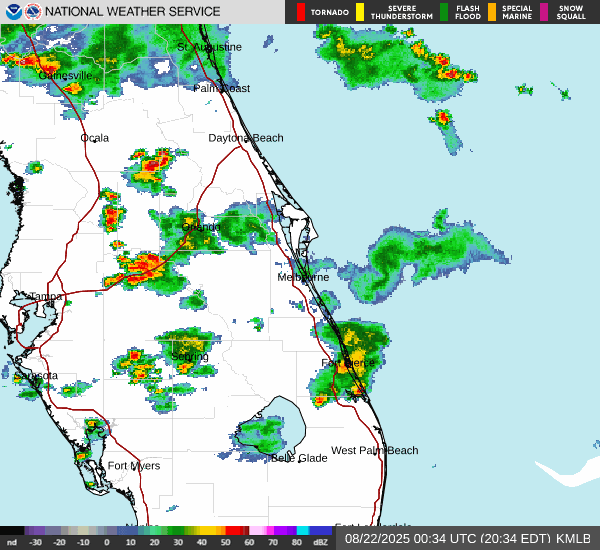 NATIONAL WEATHER SERVICE
TORNADO
SEVERE THUNDERSTORM
FLASH FLOOD
SPECIAL MARINE
SNOW SQUALL
St. Augustine
Gainesville
Palm Coast
Ocala
Daytona Beach
Orlando
Melbourne
Tampa
Sebring
Fort Pierce
Sarasota
West Palm Beach
Belle Glade
Fort Myers
Fort Lauderdale
nd -30 -20 -10 0 10 20 30 40 50 60 70 80 dBZ
08/22/2025 00:34 UTC (20:34 EDT) KMLB